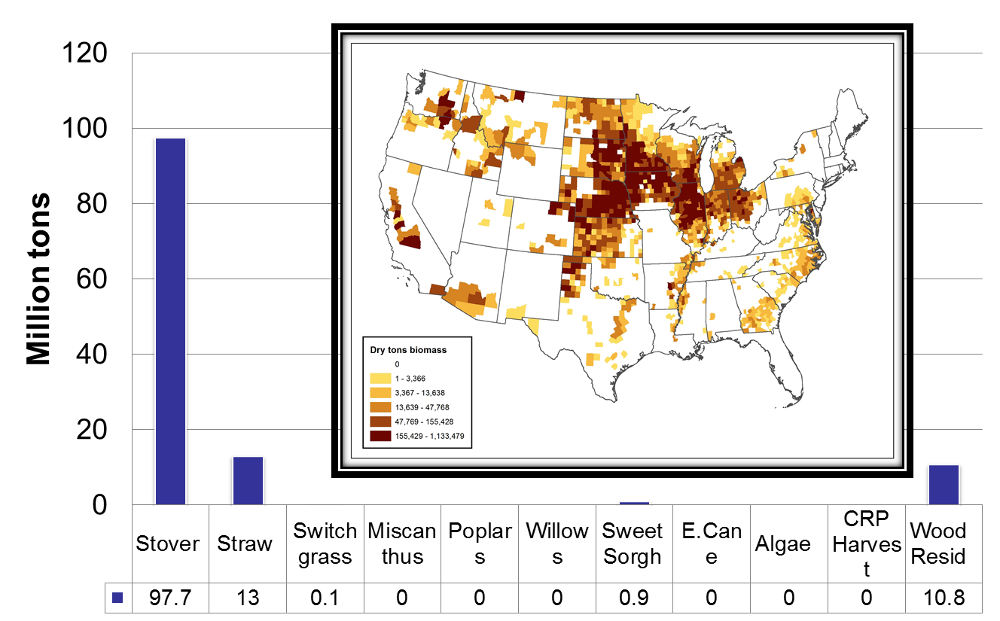 Million tons
120
100
80
60
40
20
0
Dry tons biomass
0
1 - 3,366
3,367 - 13,638
13,639 - 47,768
47,769 - 155,428
155,429 - 1,133,479
Stover
Straw
Switch
grass
Miscan
thus
Poplar
s
Willow
s
Sweet
Sorgh
E.Can
e
Algae
CRP
Harves
t
Wood
Resid
97.7
13
0.1
0
0
0
0.9
0
0
0
10.8